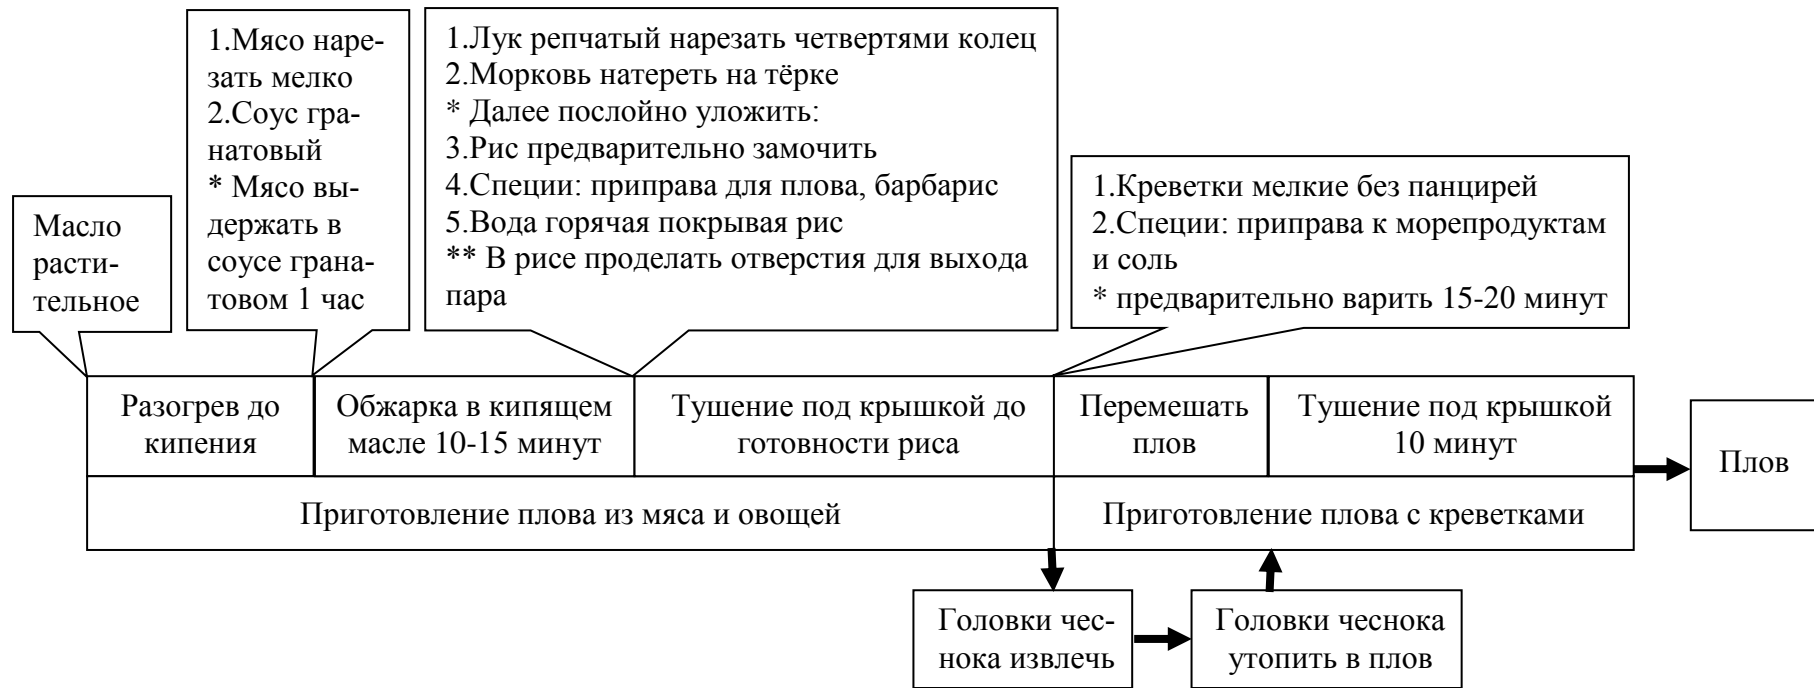 Масло
расти-
тельное
1.Мясо наре-
зать мелко
2.Соус гра-
натовый
* Мясо вы-
держать в
соусе грана-
товом 1 час
1.Лук репчатый нарезать четвертями колец
2.Морковь натереть на тёрке
* Далее послойно уложить:
3.Рис предварительно замочить
4.Специи: приправа для плова, барбарис
5.Вода горячая покрывая рис
** В рисе проделать отверстия для выхода
пара
1.Креветки мелкие без панцирей
2.Специи: приправа к морепродуктам
и соль
* предварительно варить 15-20 минут
Разогрев до
кипения
Обжарка в кипящем
масле 10-15 минут
Тушение под крышкой до
готовности риса
Перемешать
плов
Тушение под крышкой
10 минут
Плов
Приготовление плова из мяса и овощей
Приготовление плова с креветками
Головки чес-
нока извлечь
Головки чеснока
утопить в плов